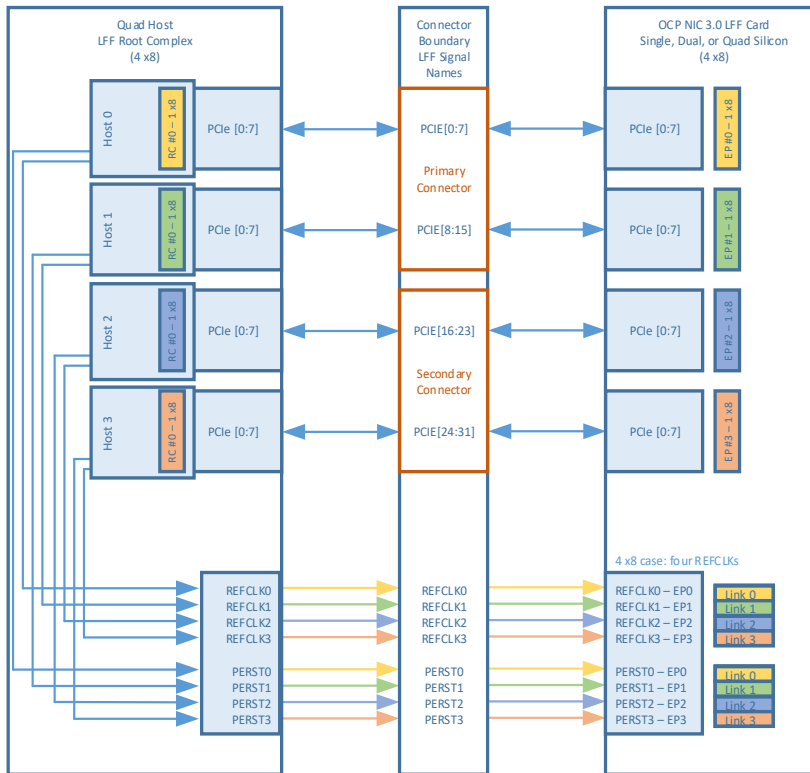 Quad Host
LFF Root Complex
(4 x8)
Connector
Boundary
LFF Signal
Names
OCP NIC 3.0 LFF Card
Single, Dual, or Quad Silicon
(4 x8)
Host 0
RC #0 – 1 x8
PCIe [0:7]
PCIE[0:7]
PCIe [0:7]
EP #0 – 1 x8
Primary
Connector
Host 1
RC #0 – 1 x8
PCIe [0:7]
PCIE[8:15]
PCIe [0:7]
EP #1 – 1 x8
Host 2
RC #0 – 1 x8
PCIe [0:7]
PCIE[16:23]
PCIe [0:7]
EP #2 – 1 x8
Secondary
Connector
Host 3
RC #0 – 1 x8
PCIe [0:7]
PCIE[24:31]
PCIe [0:7]
EP #3 – 1 x8
4 x8 case: four REFCLKs
REFCLK0
REFCLK1
REFCLK2
REFCLK3
PERST0
PERST1
PERST2
PERST3
REFCLK0
REFCLK1
REFCLK2
REFCLK3
PERST0
PERST1
PERST2
PERST3
REFCLK0 – EP0
REFCLK1 – EP1
REFCLK2 – EP2
REFCLK3 – EP3
PERST0 – EP0
PERST1 – EP1
PERST2 – EP2
PERST3 – EP3
Link 0
Link 1
Link 2
Link 3
Link 0
Link 1
Link 2
Link 3